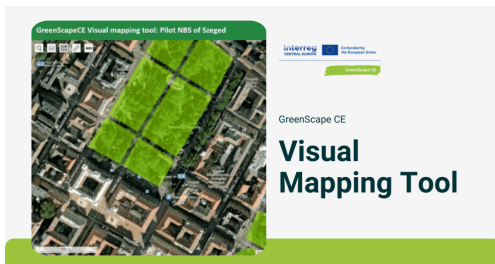 GreenScapeCE Visual mapping tool: Pilot NBS of Szeged
Interreg
CENTRAL EUROPE
Co-funded by
the European Union
GreenScape CE
GreenScape CE
Visual
Mapping Tool